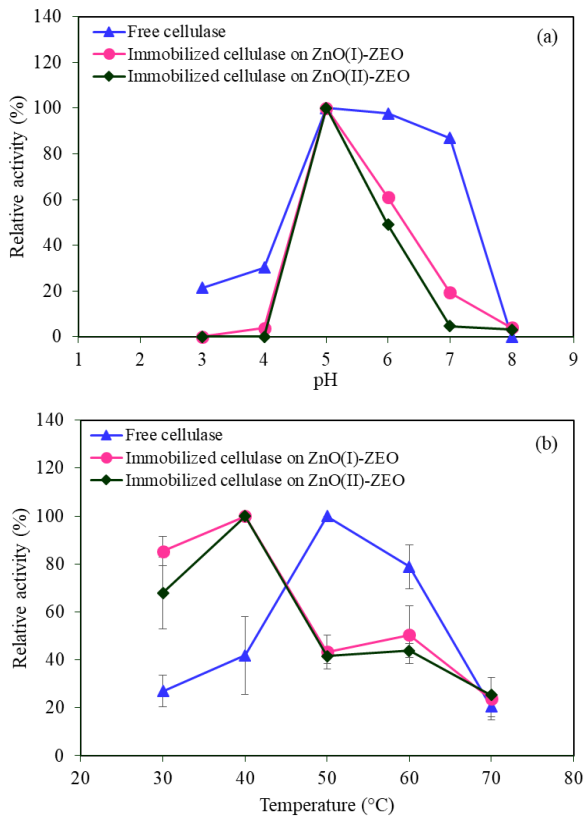 140
120
100
80
60
40
20
0
Relative activity (%)
Free cellulase
Immobilized cellulase on ZnO(I)-ZEO
Immobilized cellulase on ZnO(II)-ZEO
(a)
1 2 3 4 5 6 7 8 9
pH
140
120
100
80
60
40
20
0
Relative activity (%)
Free cellulase
Immobilized cellulase on ZnO(I)-ZEO
Immobilized cellulase on ZnO(II)-ZEO
(b)
20 30 40 50 60 70 80
Temperature (°C)